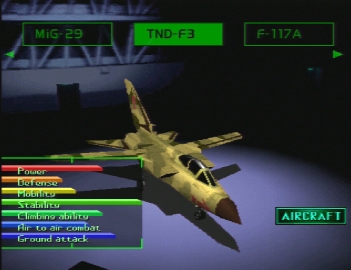 MiG-29 TND-F3 F-117A
Power
Defense
Mobility
Stability
Climbing ability
Air to air combat
Ground attack
AIRCRAFT